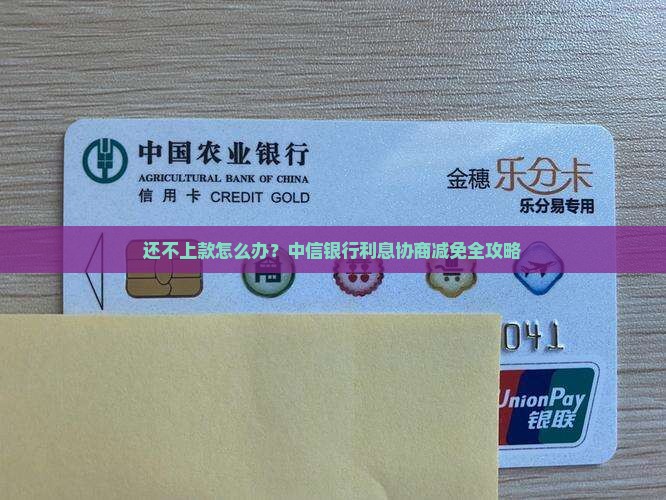 中国农业银行
AGRICULTURAL BANK OF CHINA
信用卡 CREDIT GOLD
金穗 乐分卡
乐分易专用
还不上款怎么办？中信银行利息协商减免全攻略
041
UnionPay
银联